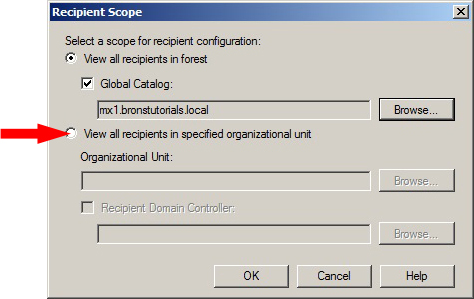 Recipient Scope
Select a scope for recipient configuration:
View all recipients in forest
Global Catalog:
mx1.bronstutorials.local
Browse...
View all recipients in specified organizational unit
Organizational Unit:
Browse...
Recipient Domain Controller:
Browse...
OK
Cancel
Help